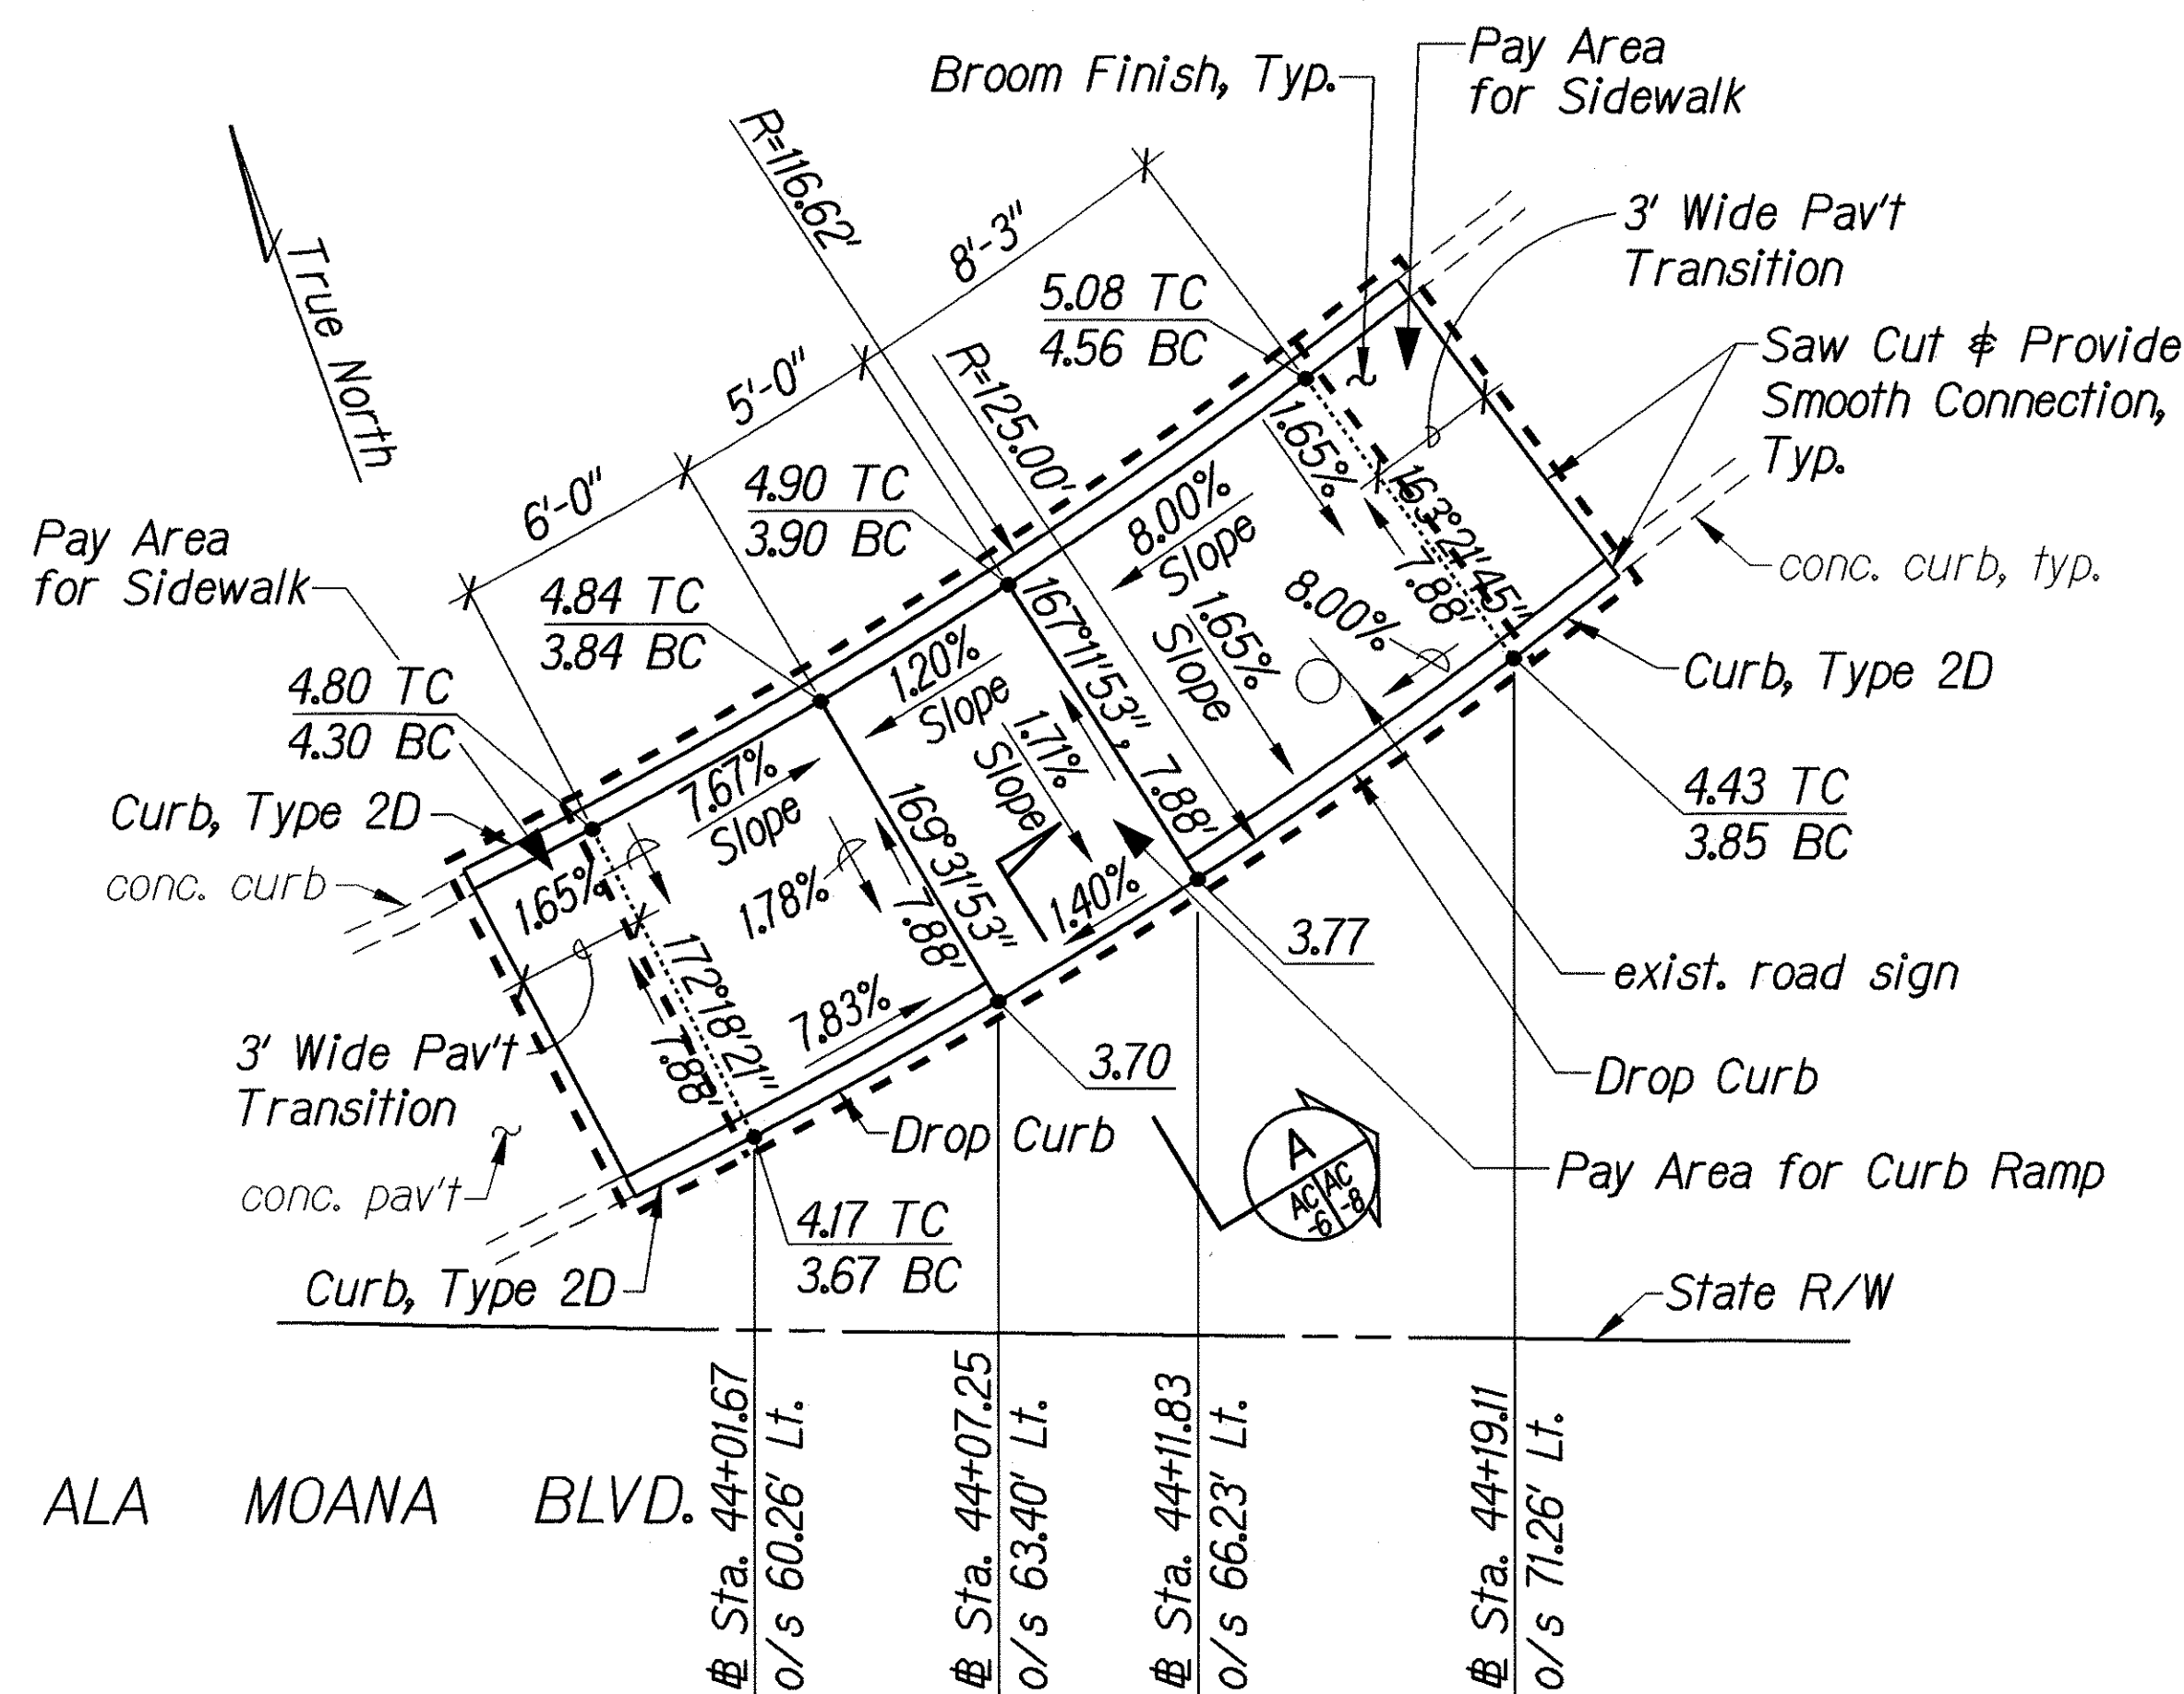 Broom Finish, Typ.
Pay Area
for Sidewalk
3' Wide Pav't
Transition
R=116.62'
8'-3"
5.08 TC
4.56 BC
True North
5'-0"
R=125.00'
Saw Cut & Provide
Smooth Connection,
Typ.
6'-0"
4.90 TC
3.90 BC
1.65%
8.00%
Slope
163°21'45"
7.88'
conc. curb, typ.
Pay Area
for Sidewalk
4.84 TC
3.84 BC
167°11'53", 7.88'
1.65%
Slope
8.00%
4.80 TC
4.30 BC
1.20%
Slope
1.71%
Slope
Curb, Type 2D
Curb, Type 2D
7.67%
Slope
4.43 TC
3.85 BC
conc. curb
1.65%
1.78%
169°31'53"
7.88'
1.40%
3.77
exist. road sign
172°18'21"
7.88'
7.83%
3' Wide Pav't
Transition
3.70
Drop Curb
Drop Curb
A
AC
-6
AC
-8
Pay Area for Curb Ramp
conc. pav't
4.17 TC
3.67 BC
Curb, Type 2D
State R/W
ALA MOANA BLVD.
B Sta. 44+01.67
o/s 60.26' Lt.
B Sta. 44+07.25
o/s 63.40' Lt.
B Sta. 44+11.83
o/s 66.23' Lt.
B Sta. 44+19.11
o/s 71.26' Lt.